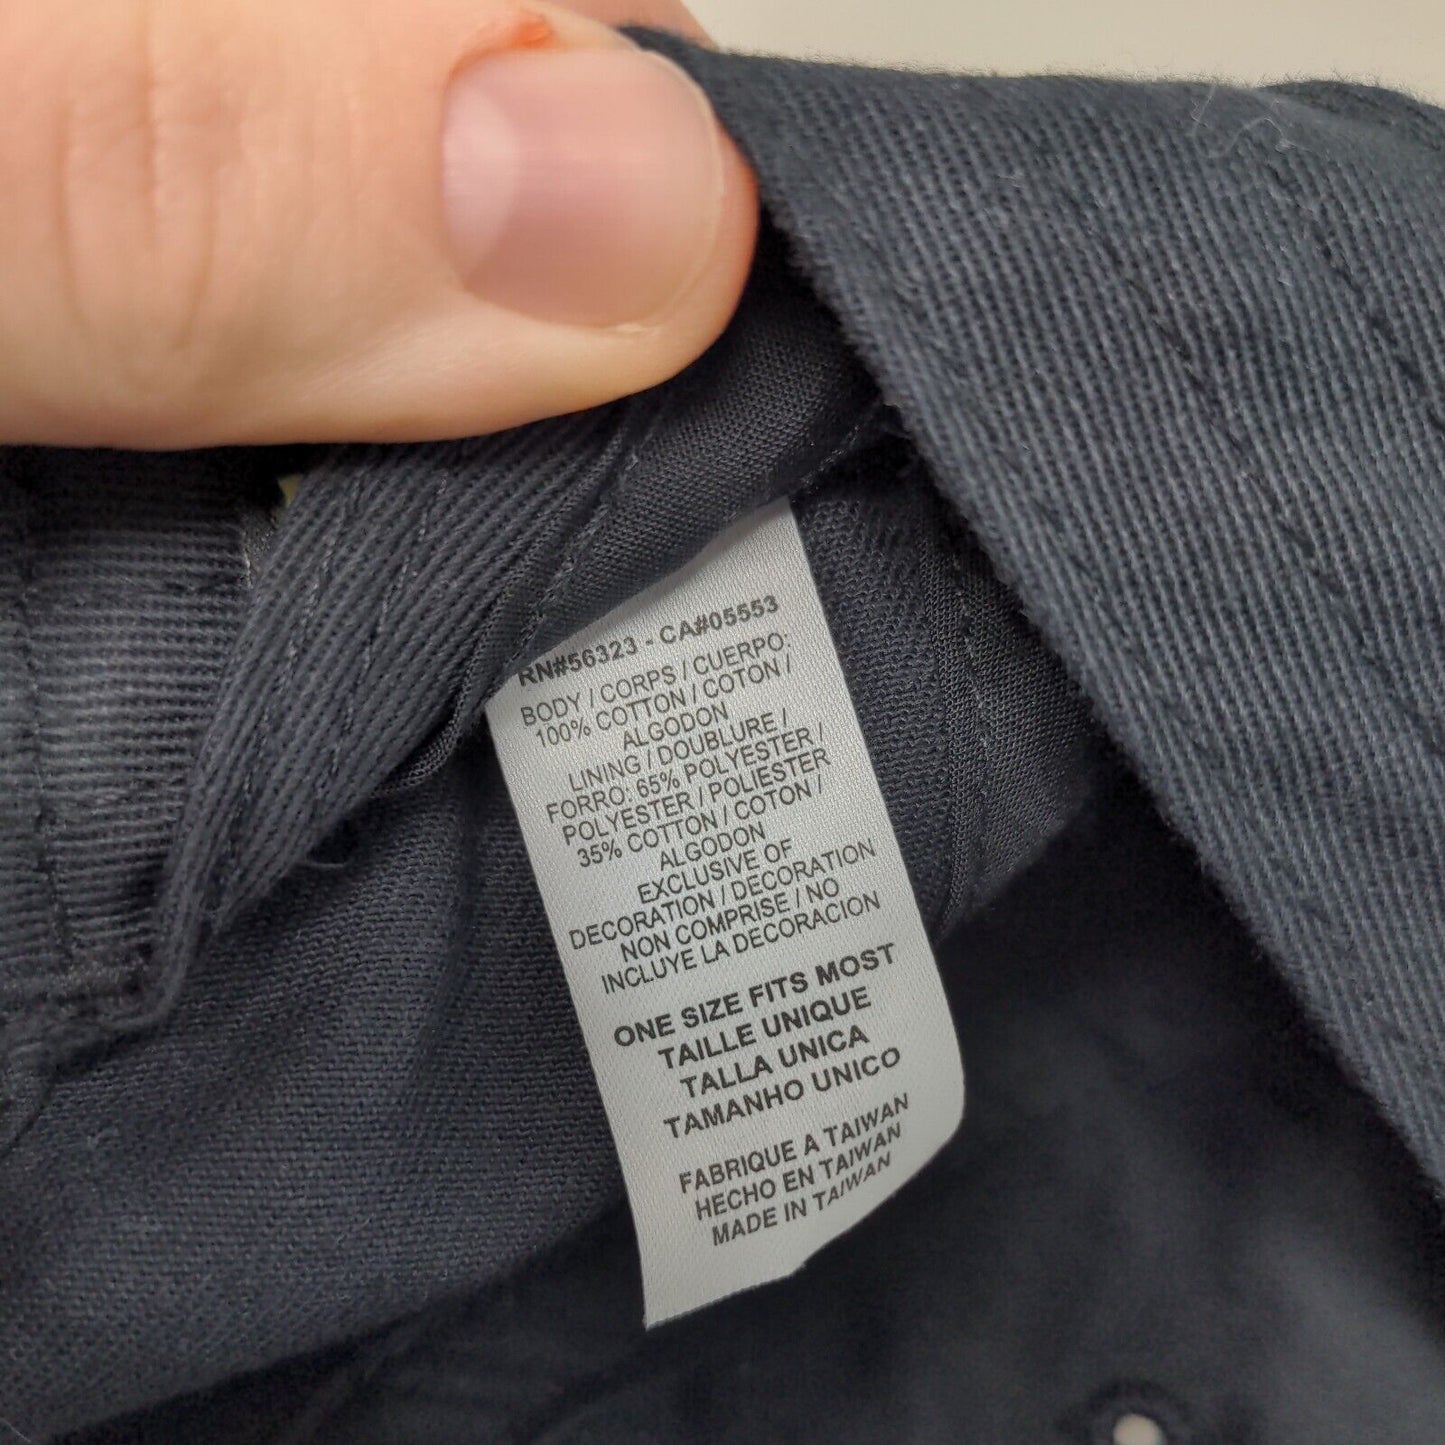 RN#56323 - CA#05553
BODY / CORPS / CUERPO:
100% COTTON / COTON /
ALGODON
LINING / DOUBLURE /
FORRO: 65% POLYESTER /
POLYESTER / POLIESTER
35% COTTON / COTON /
ALGODON
EXCLUSIVE OF
DECORATION / DECORATION
NON COMPRISE / NO
INCLUYE LA DECORACION
ONE SIZE FITS MOST
TAILLE UNIQUE
TALLA UNICA
TAMANHO UNICO
FABRIQUE A TAIWAN
HECHO EN TAIWAN
MADE IN TAIWAN